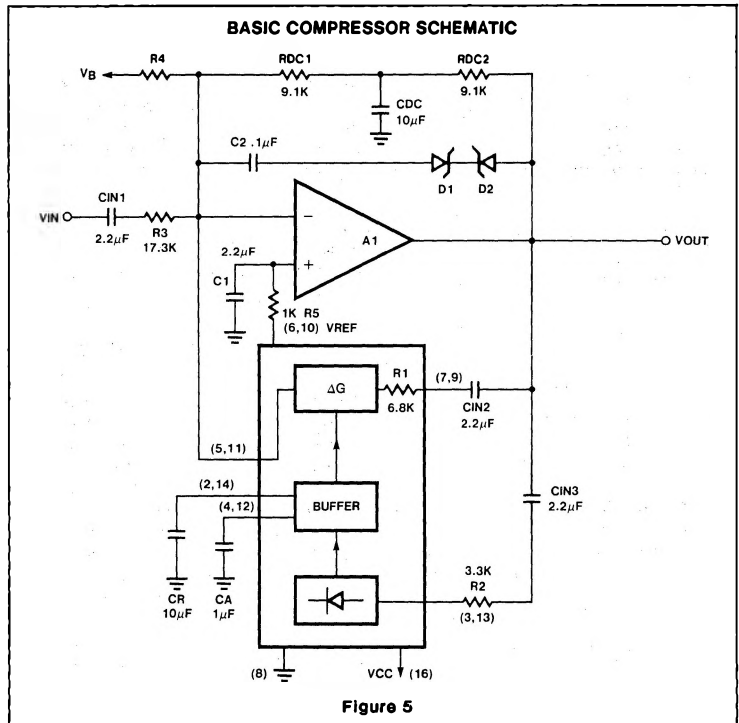 BASIC COMPRESSOR SCHEMATIC
R4
RDC1
RDC2
VB
9.1K
9.1K
CDC
10µF
C2 .1µF
D1
D2
CIN1
VIN
R3
2.2µF
17.3K
−
A1
VOUT
2.2µF
+
C1
1K R5
(6,10) VREF
R1
ΔG
(7,9)
6.8K
CIN2
2.2µF
(5,11)
(2,14)
CIN3
2.2µF
(4,12)
BUFFER
3.3K
R2
CR
10µF
CA
1µF
(3,13)
(8)
VCC
(16)
Figure 5